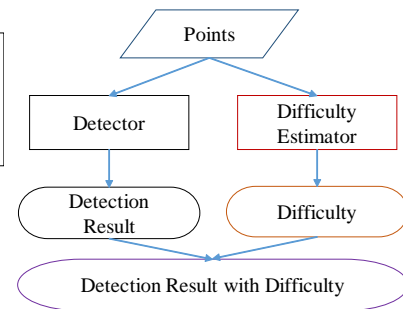 Points
Detector
Difficulty
Estimator
Detection
Result
Difficulty
Detection Result with Difficulty